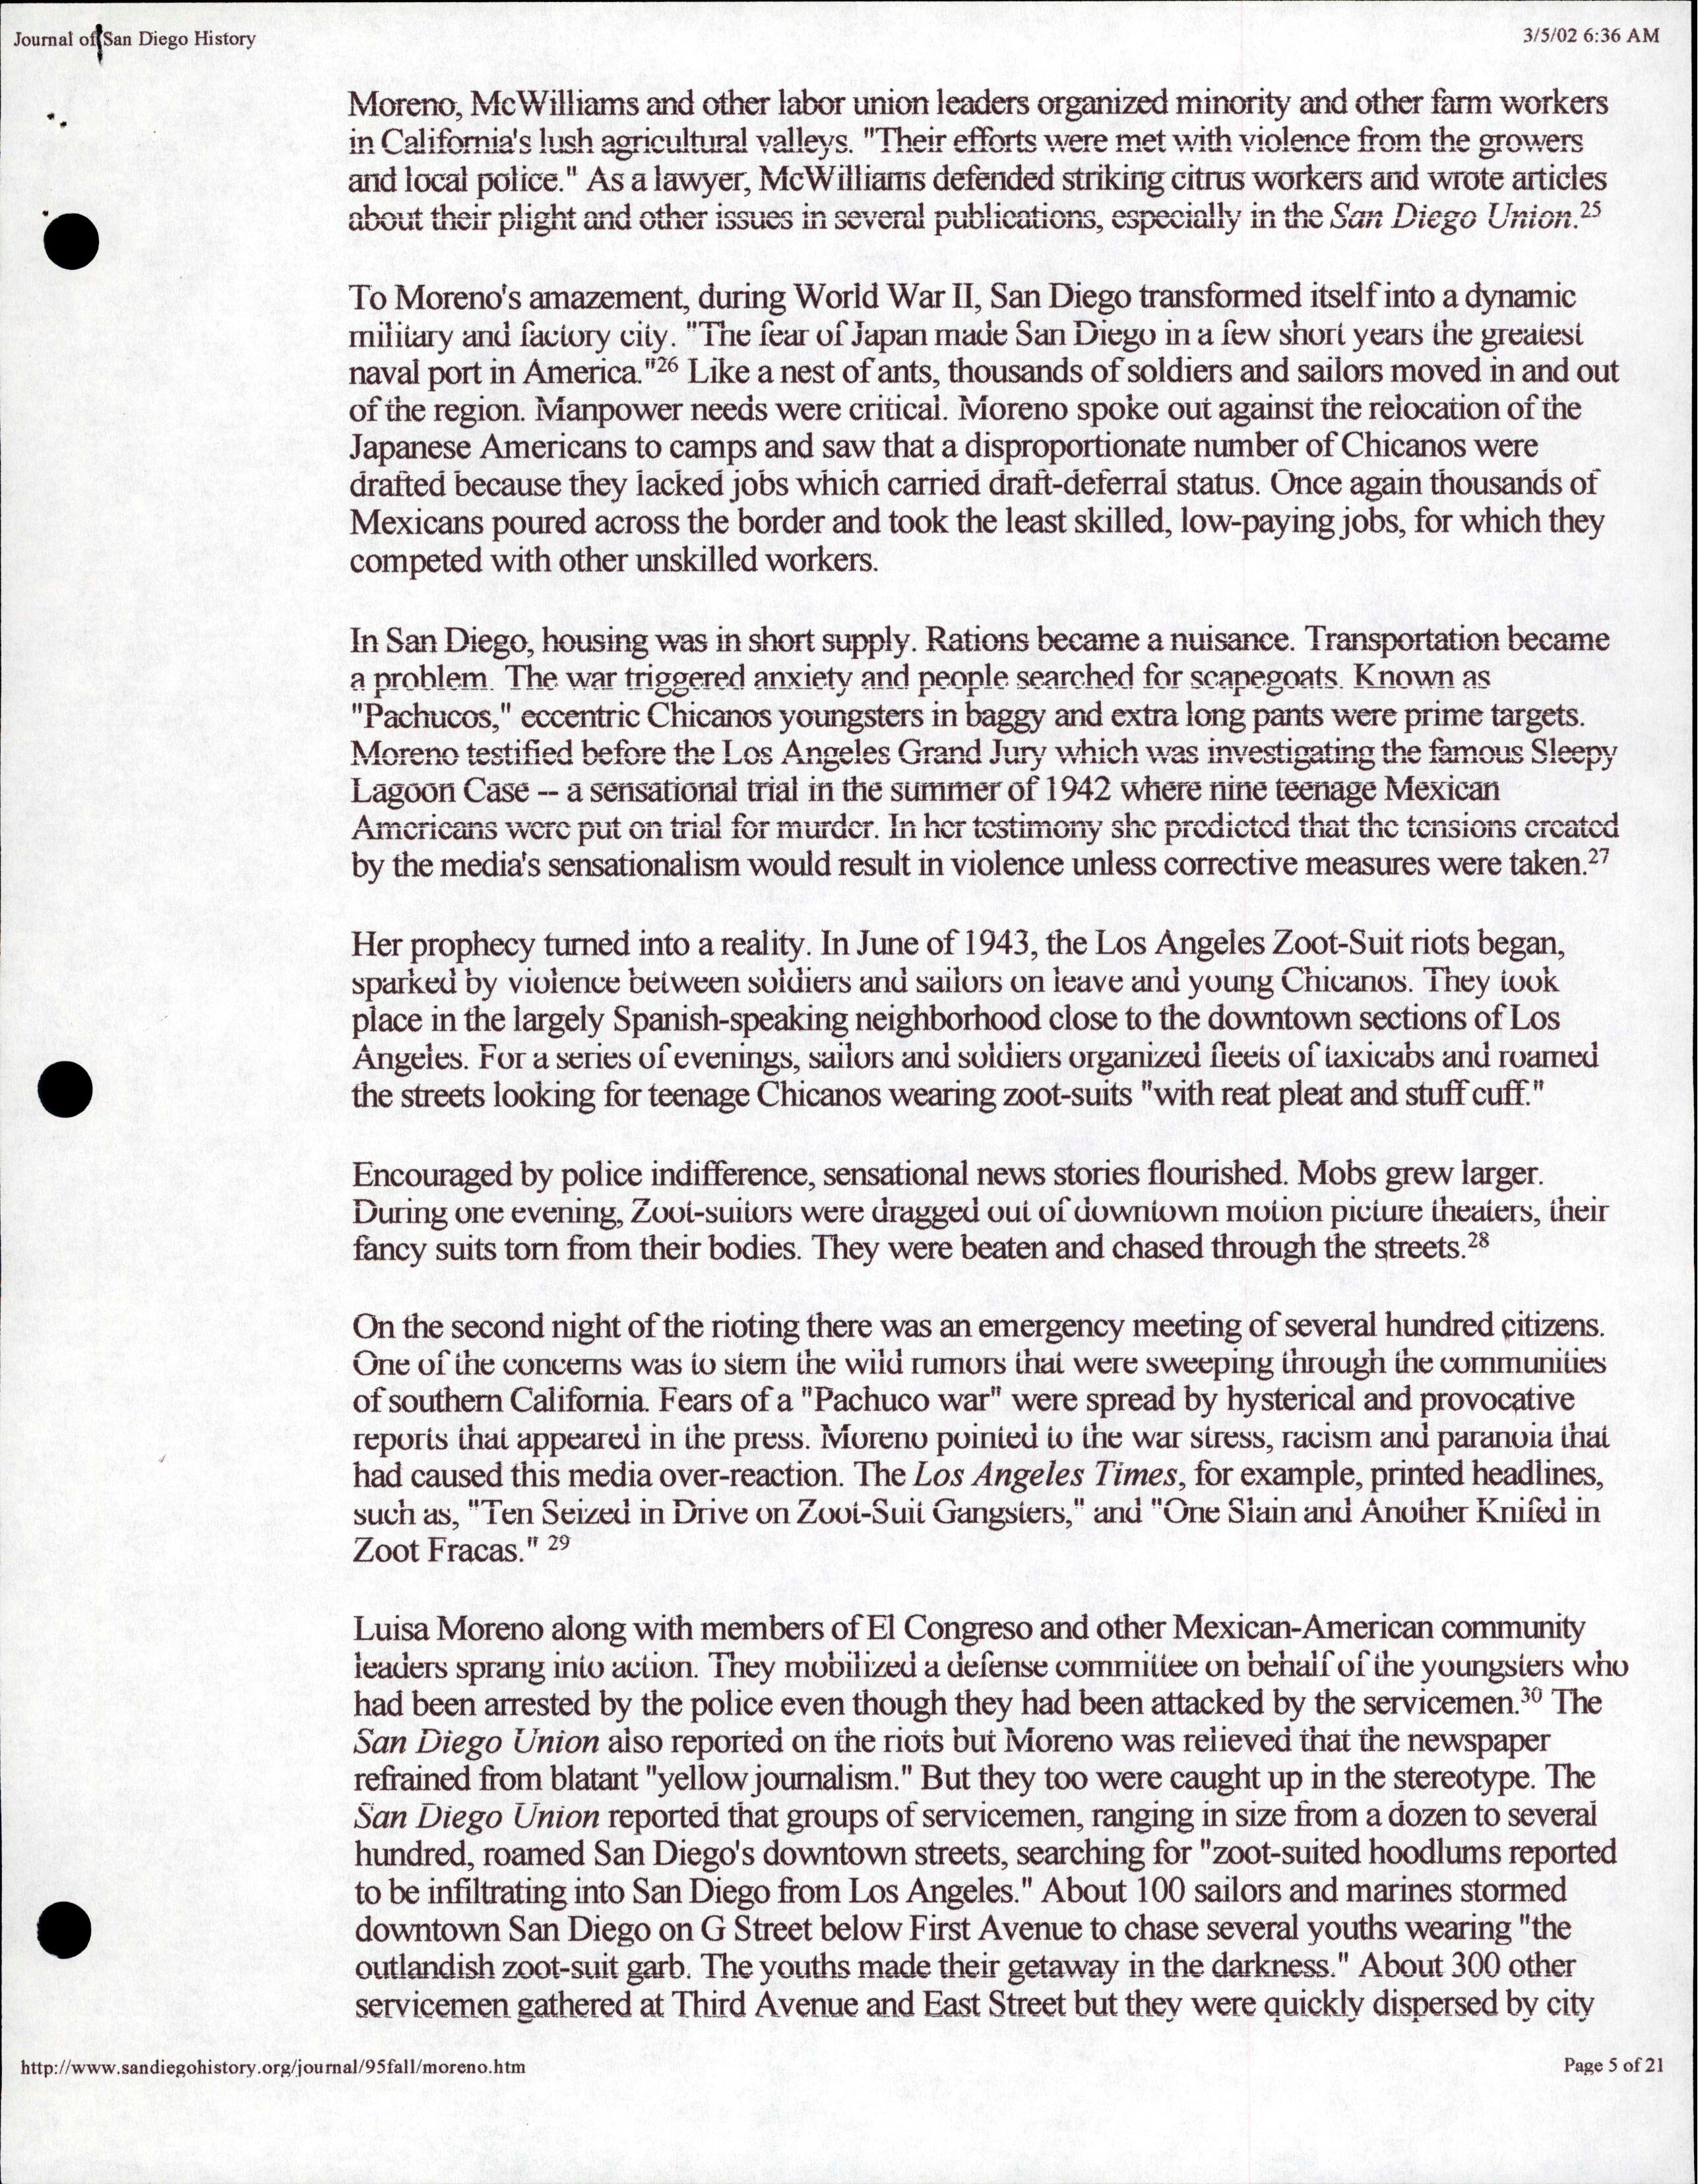 Journal of San Diego History
3/5/02 6:36 AM
Moreno, McWilliams and other labor union leaders organized minority and other farm workers
in California's lush agricultural valleys. "Their efforts were met with violence from the growers
and local police." As a lawyer, McWilliams defended striking citrus workers and wrote articles
about their plight and other issues in several publications, especially in the San Diego Union.25
To Moreno's amazement, during World War II, San Diego transformed itself into a dynamic
military and factory city. "The fear of Japan made San Diego in a few short years the greatest
naval port in America."26 Like a nest of ants, thousands of soldiers and sailors moved in and out
of the region. Manpower needs were critical. Moreno spoke out against the relocation of the
Japanese Americans to camps and saw that a disproportionate number of Chicanos were
drafted because they lacked jobs which carried draft-deferral status. Once again thousands of
Mexicans poured across the border and took the least skilled, low-paying jobs, for which they
competed with other unskilled workers.
In San Diego, housing was in short supply. Rations became a nuisance. Transportation became
a problem. The war triggered anxiety and people searched for scapegoats. Known as
"Pachucos," eccentric Chicanos youngsters in baggy and extra long pants were prime targets.
Moreno testified before the Los Angeles Grand Jury which was investigating the famous Sleepy
Lagoon Case -- a sensational trial in the summer of 1942 where nine teenage Mexican
Americans were put on trial for murder. In her testimony she predicted that the tensions created
by the media's sensationalism would result in violence unless corrective measures were taken.27
Her prophecy turned into a reality. In June of 1943, the Los Angeles Zoot-Suit riots began,
sparked by violence between soldiers and sailors on leave and young Chicanos. They took
place in the largely Spanish-speaking neighborhood close to the downtown sections of Los
Angeles. For a series of evenings, sailors and soldiers organized fleets of taxicabs and roamed
the streets looking for teenage Chicanos wearing zoot-suits "with reat pleat and stuff cuff."
Encouraged by police indifference, sensational news stories flourished. Mobs grew larger.
During one evening, Zoot-suitors were dragged out of downtown motion picture theaters, their
fancy suits torn from their bodies. They were beaten and chased through the streets.28
On the second night of the rioting there was an emergency meeting of several hundred citizens.
One of the concerns was to stem the wild rumors that were sweeping through the communities
of southern California. Fears of a "Pachuco war" were spread by hysterical and provocative
reports that appeared in the press. Moreno pointed to the war stress, racism and paranoia that
had caused this media over-reaction. The Los Angeles Times, for example, printed headlines,
such as, "Ten Seized in Drive on Zoot-Suit Gangsters," and "One Slain and Another Knifed in
Zoot Fracas." 29
Luisa Moreno along with members of El Congreso and other Mexican-American community
leaders sprang into action. They mobilized a defense committee on behalf of the youngsters who
had been arrested by the police even though they had been attacked by the servicemen.30 The
San Diego Union also reported on the riots but Moreno was relieved that the newspaper
refrained from blatant "yellow journalism." But they too were caught up in the stereotype. The
San Diego Union reported that groups of servicemen, ranging in size from a dozen to several
hundred, roamed San Diego's downtown streets, searching for "zoot-suited hoodlums reported
to be infiltrating into San Diego from Los Angeles." About 100 sailors and marines stormed
downtown San Diego on G Street below First Avenue to chase several youths wearing "the
outlandish zoot-suit garb. The youths made their getaway in the darkness." About 300 other
servicemen gathered at Third Avenue and East Street but they were quickly dispersed by city
http://www.sandiegohistory.org/journal/95fall/moreno.htm
Page 5 of 21